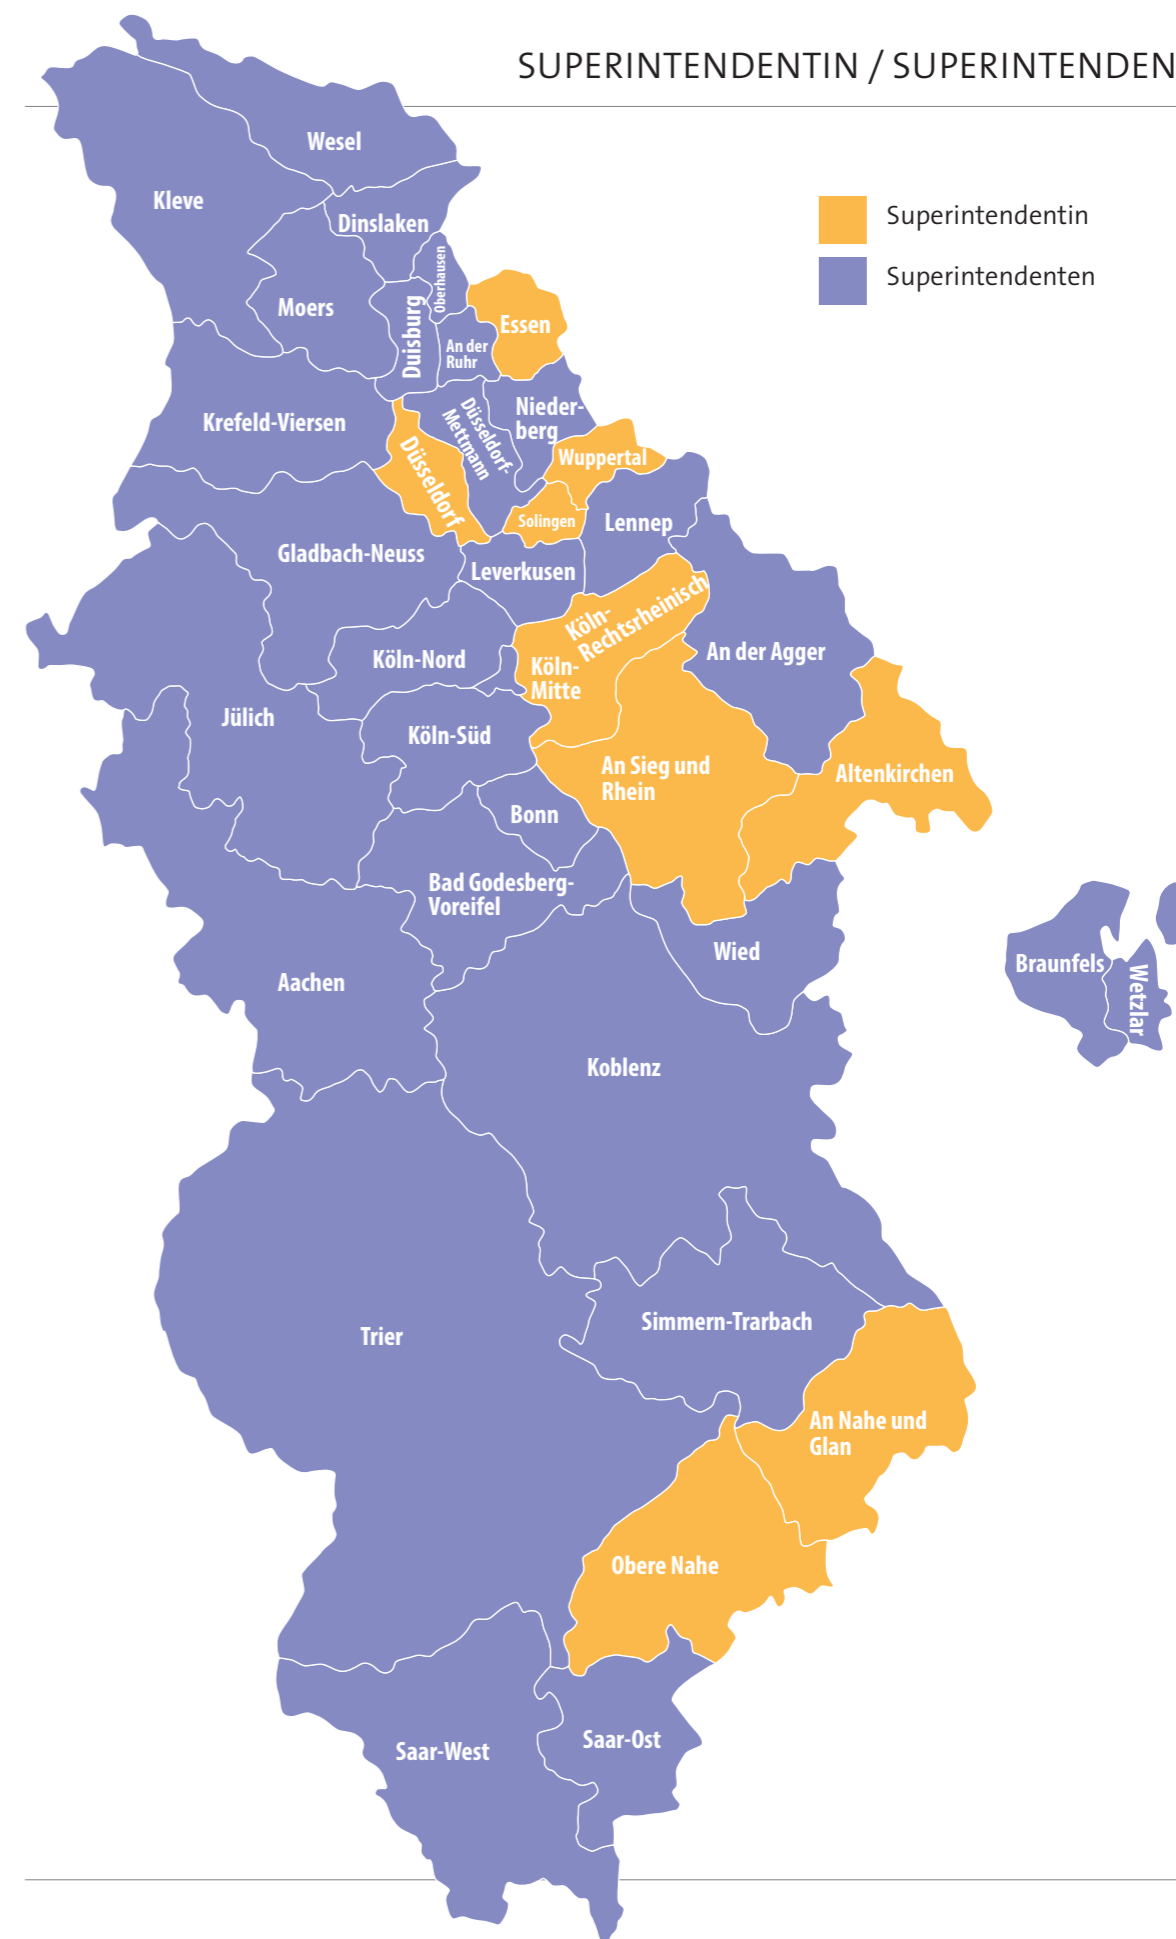 SUPERINTENDENTIN / SUPERINTENDEN
Superintendentin
Superintendenten
Wesel
Kleve
Dinslaken
Oberhausen
Moers
Duisburg
Essen
An der
Ruhr
Krefeld-Viersen
Düsseldorf
Düsseldorf-
Mettmann
Nieder-
berg
Wuppertal
Solingen
Lennep
Gladbach-Neuss
Leverkusen
Köln-
Rechtsrheinisch
Köln-Nord
Köln-
Mitte
An der Agger
Jülich
Köln-Süd
An Sieg und
Rhein
Altenkirchen
Bonn
Bad Godesberg-
Voreifel
Wied
Braunfels
Wetzlar
Aachen
Koblenz
Simmern-Trarbach
Trier
An Nahe und
Glan
Obere Nahe
Saar-Ost
Saar-West